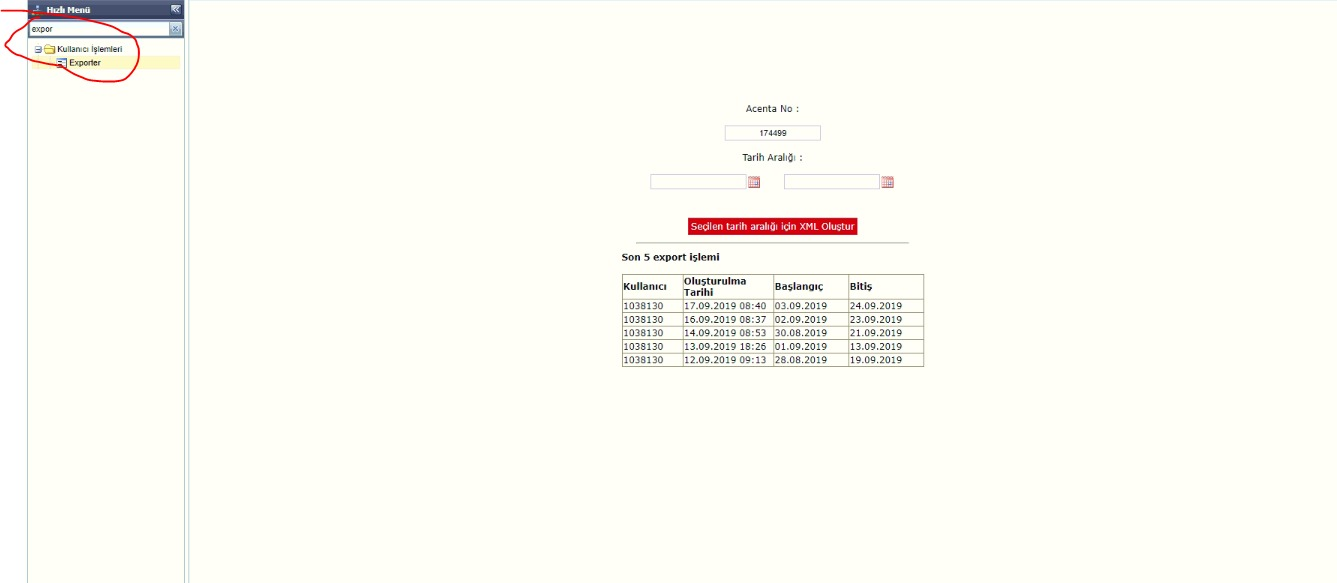 Hızlı Menü
expor
Kullanıcı İşlemleri
Exporter
Acenta No :
174499
Tarih Aralığı :
Seçilen tarih aralığı için XML Oluştur
Son 5 export işlemi
Kullanıcı Oluşturulma Tarihi Başlangıç Bitiş
1038130 17.09.2019 08:40 03.09.2019 24.09.2019
1038130 16.09.2019 08:37 02.09.2019 23.09.2019
1038130 14.09.2019 08:53 30.08.2019 21.09.2019
1038130 13.09.2019 18:26 01.09.2019 13.09.2019
1038130 12.09.2019 09:13 28.08.2019 19.09.2019